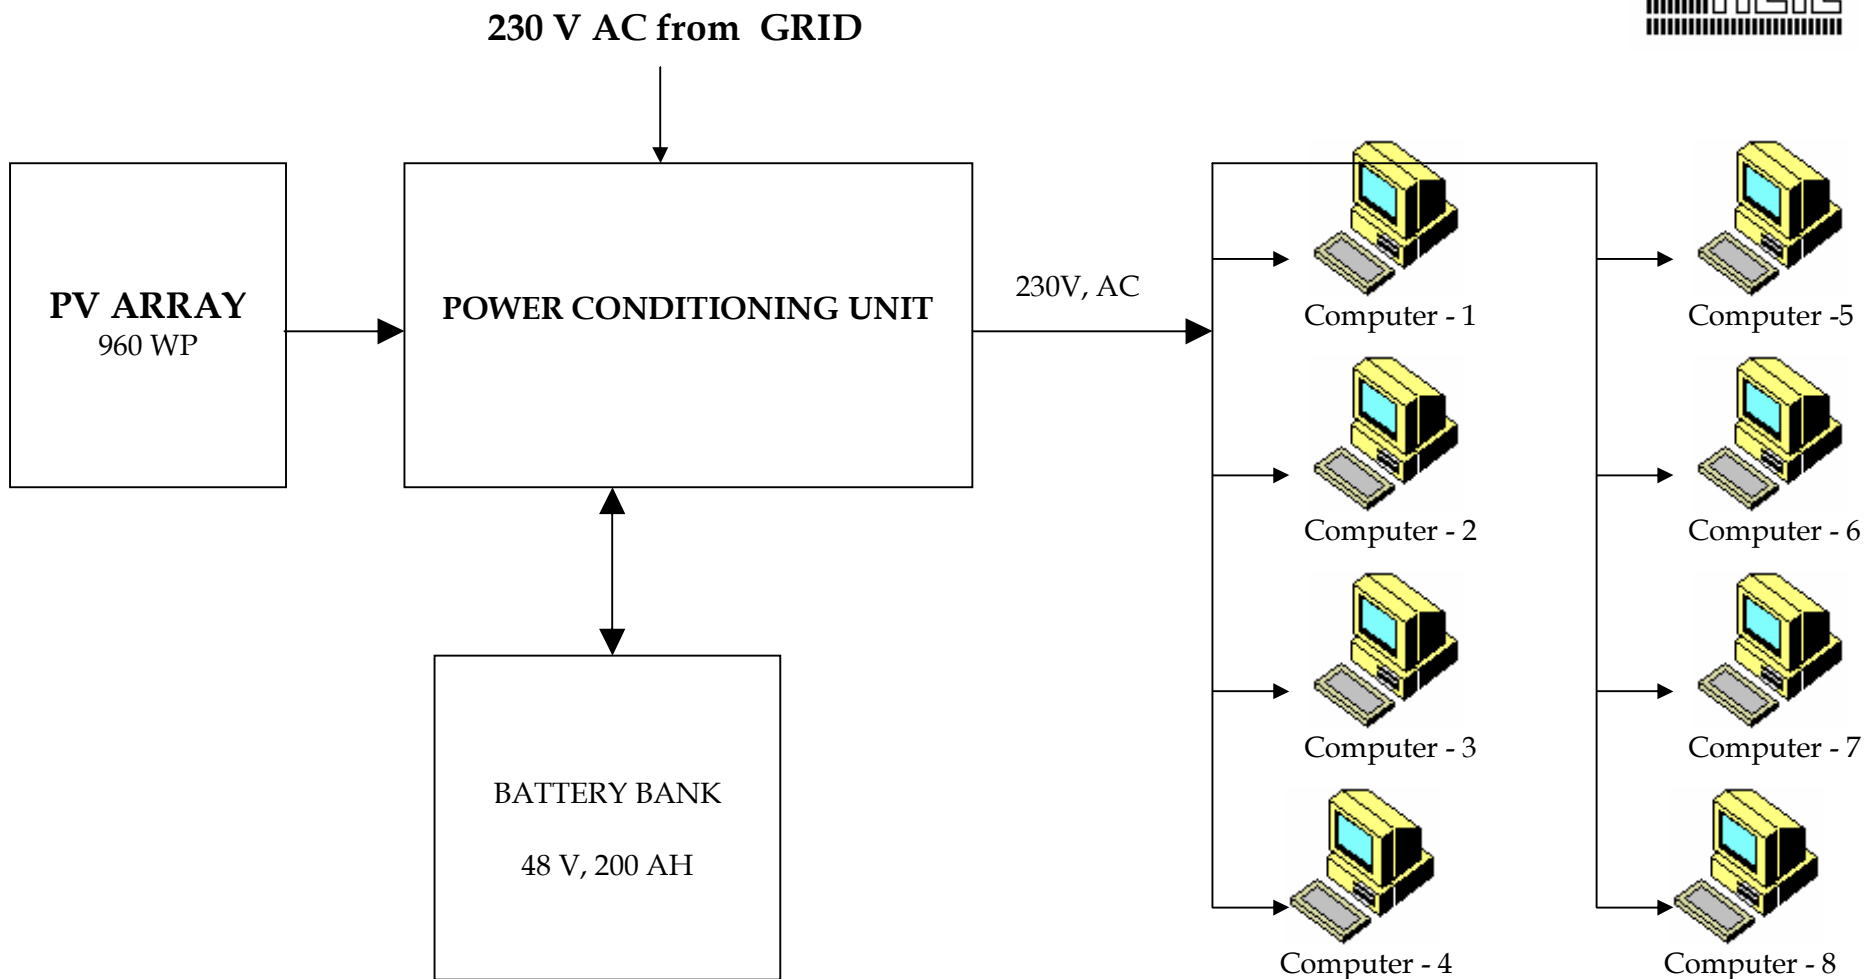 230 V AC from  GRID
PV ARRAY
960 WP
POWER CONDITIONING UNIT
230V, AC
BATTERY BANK
48 V, 200 AH
Computer - 1
Computer -5
Computer - 2
Computer - 6
Computer - 3
Computer - 7
Computer - 4
Computer - 8